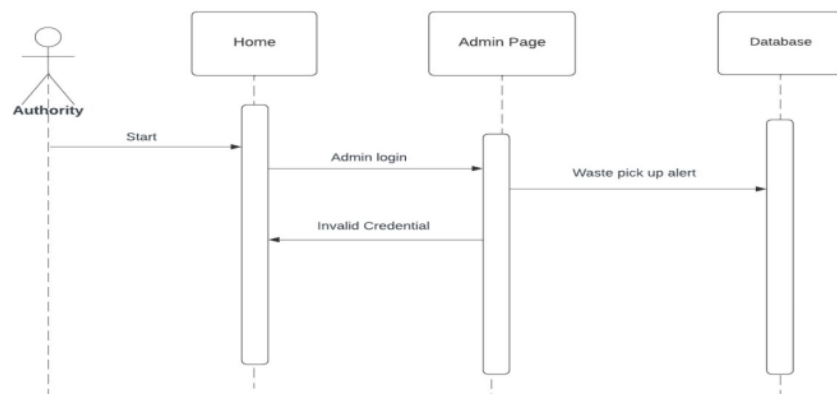 Home
Admin Page
Database
Authority
Start
Admin login
Waste pick up alert
Invalid Credential